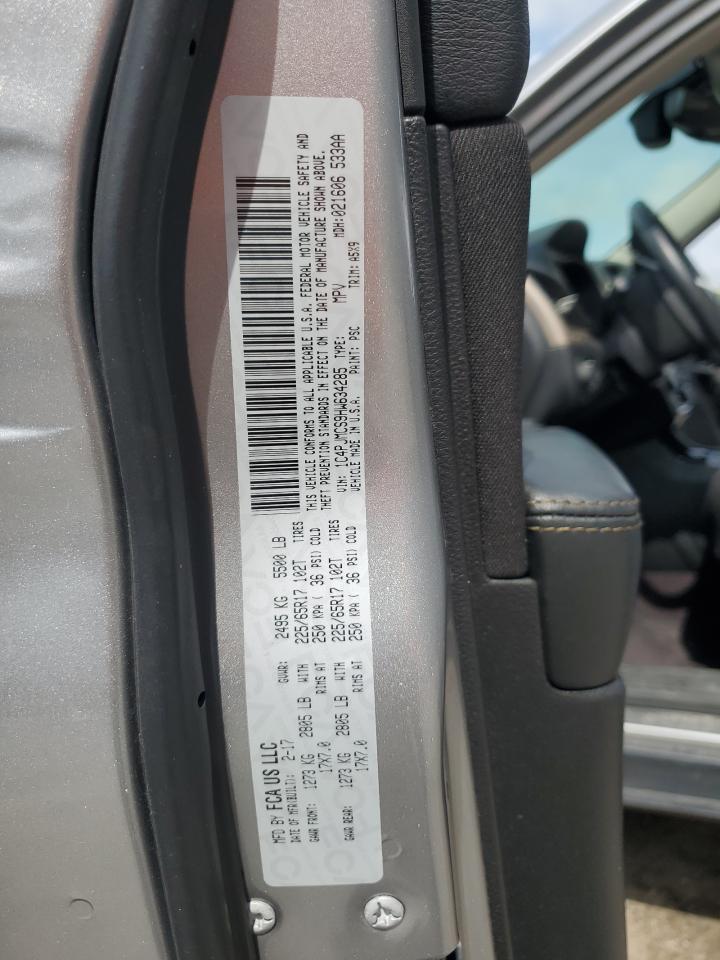 MFD BY FCA US LLC
DATE OF MFR(BUILT): 2-17 GVWR: 2495 KG 5500 LB
GAWR FRONT: 1273 KG 2805 LB WITH 225/65R17 102T TIRES
17X7.0 RIMS AT 250 KPA ( 36 PSI) COLD
GAWR REAR: 1273 KG 2805 LB WITH 225/65R17 102T TIRES
17X7.0 RIMS AT 250 KPA ( 36 PSI) COLD
THIS VEHICLE CONFORMS TO ALL APPLICABLE U.S.A. FEDERAL MOTOR VEHICLE SAFETY AND
THEFT PREVENTION STANDARDS IN EFFECT ON THE DATE OF MANUFACTURE SHOWN ABOVE.
VIN: 1C4PJMCS9HW634285 TYPE: MPV MDH:021606 533AA
VEHICLE MADE IN U.S.A. PAINT: PSC TRIM: A5X9